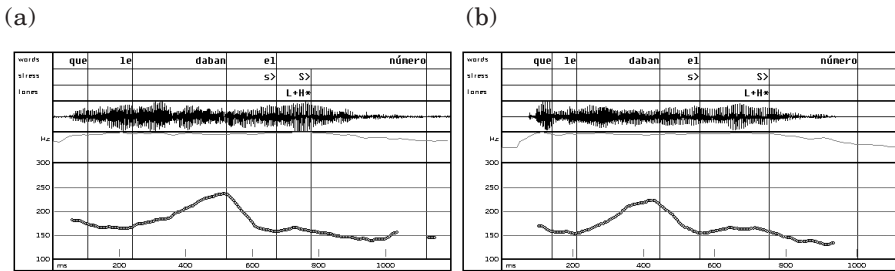 (a)
words que le daban el número
stress s> S>
tones L+H*
Hz
300
250
200
150
100
ms 200 400 600 800 1000
(b)
words que le daban el número
stress s> S>
tones L+H*
Hz
300
250
200
150
100
ms 200 400 600 800 1000